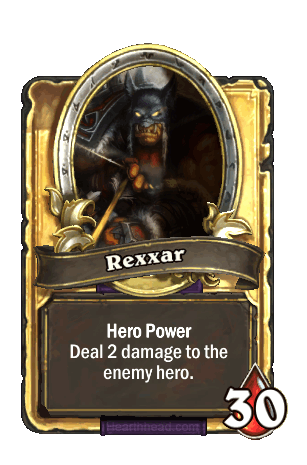 Rexxar
Hero Power
Deal 2 damage to the
enemy hero.
30
Hearthhead.com